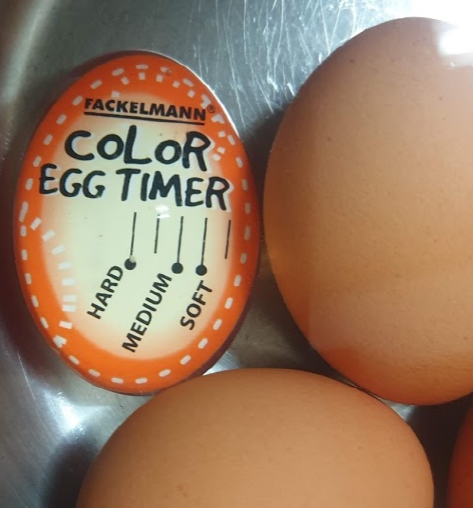 FACKELMANN®
COLOR
EGG TIMER
HARD
MEDIUM
SOFT